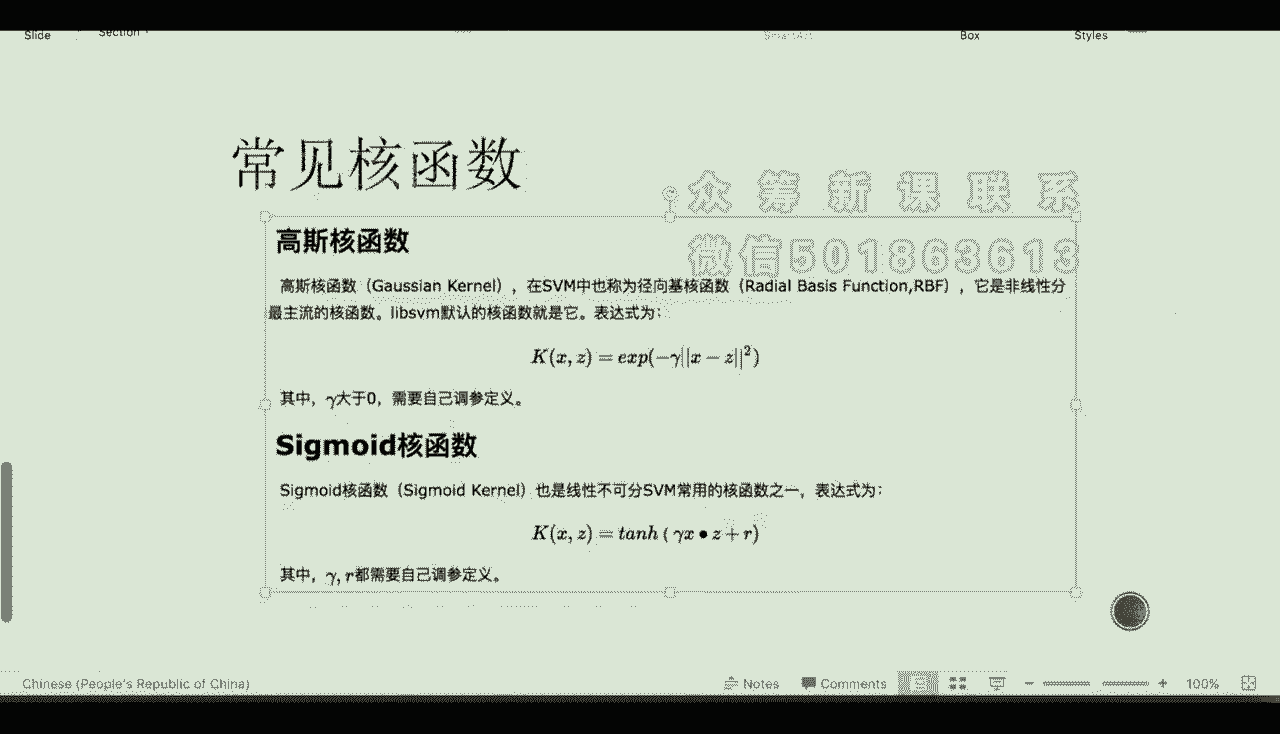 Slide
Section
SmartArt
Box
Styles
常见核函数
众筹新课联系
微信501863613
高斯核函数
高斯核函数（Gaussian Kernel），在SVM中也称为径向基核函数（Radial Basis Function,RBF），它是非线性分
最主流的核函数。libsvm默认的核函数就是它。表达式为：
K(x, z) = exp(−γ||x − z||²)
其中，γ大于0，需要自己调参定义。
Sigmoid核函数
Sigmoid核函数（Sigmoid Kernel）也是线性不可分SVM常用的核函数之一，表达式为：
K(x, z) = tanh（γx • z + r)
其中，γ, r都需要自己调参定义。
Chinese (People's Republic of China)
Notes
Comments
100%